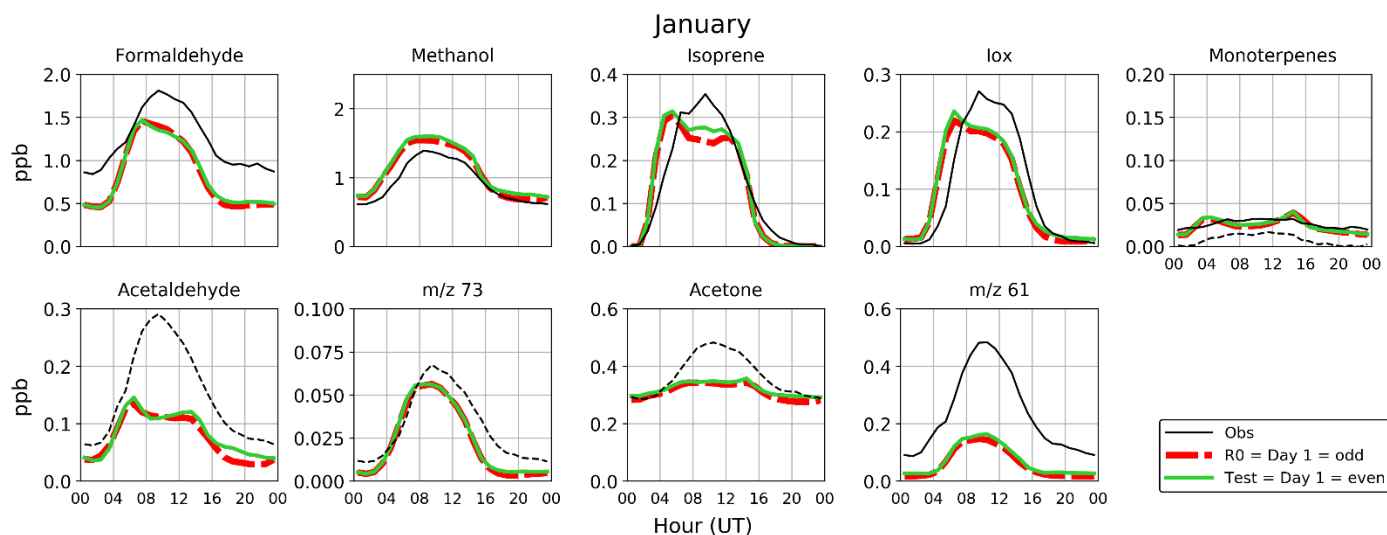 January
Formaldehyde
Methanol
Isoprene
Iox
Monoterpenes
ppb
2.0
1.5
1.0
0.5
0.0
2
1
0
0.4
0.3
0.2
0.1
0.0
0.3
0.2
0.1
0.0
0.20
0.15
0.10
0.05
0.00
00 04 08 12 16 20 00
Acetaldehyde
m/z 73
Acetone
m/z 61
ppb
0.3
0.2
0.1
0.0
0.100
0.075
0.050
0.025
0.000
0.6
0.4
0.2
0.0
0.6
0.4
0.2
0.0
00 04 08 12 16 20 00
00 04 08 12 16 20 00
00 04 08 12 16 20 00
00 04 08 12 16 20 00
Hour (UT)
Obs
R0 = Day 1 = odd
Test = Day 1 = even